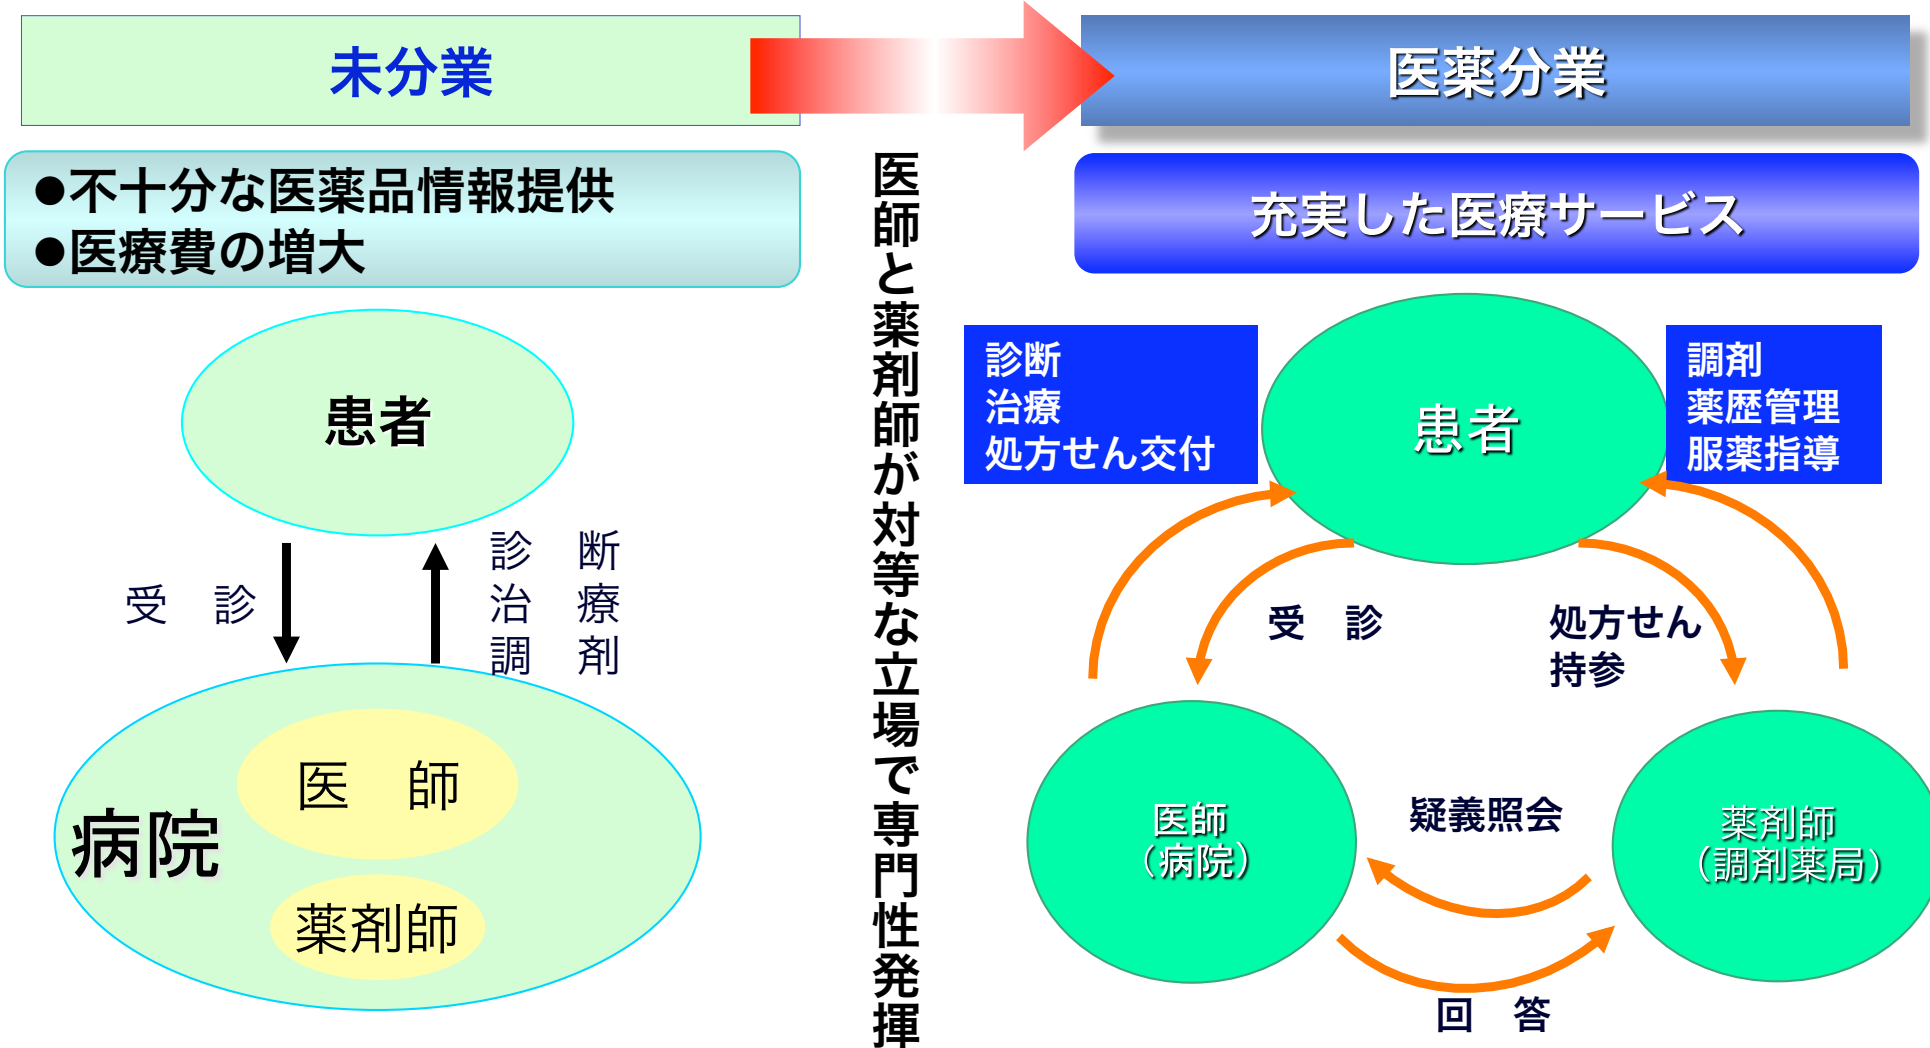 未分業
医薬分業
●不十分な医薬品情報提供
●医療費の増大
患者
受　診
診　断
治　療
調　剤
病院
医　師
薬剤師
医師と薬剤師が対等な立場で専門性発揮
充実した医療サービス
診断
治療
処方せん交付
患者
調剤
薬歴管理
服薬指導
受　診
処方せん
持参
医師
（病院）
疑義照会
薬剤師
（調剤薬局）
回　答